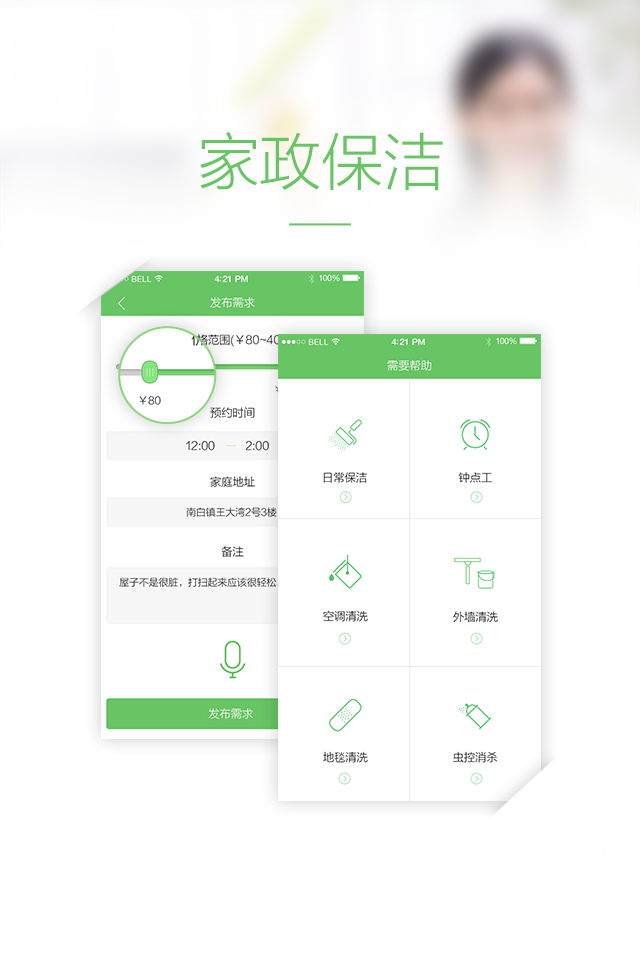 家政保洁
BELL 4:21 PM 100%
发布需求
价格范围(￥80~40
￥80
预约时间
12:00 — 2:00
家庭地址
南白镇王大湾2号3楼
备注
屋子不是很脏，打扫起来应该很轻松
发布需求
BELL 4:21 PM 100%
需要帮助
日常保洁
钟点工
空调清洗
外墙清洗
地毯清洗
虫控消杀